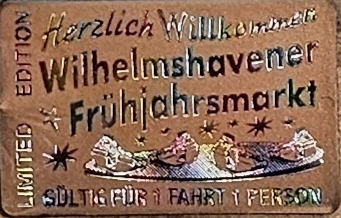 LIMITED EDITION
Herzlich Willkommen
Wilhelmshavener
Frühjahrsmarkt
GÜLTIG FÜR 1 FAHRT 1 PERSON